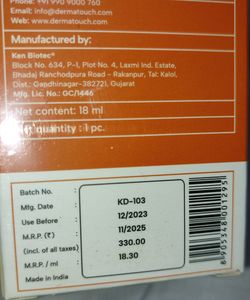 Phone: +91 990 9000 760
Email: info@dermatouch.com
Web: www.dermatouch.com
Manufactured by:
Ken Biotec®
Block No. 634, P-1, Plot No. 4, Laxmi Ind. Estate,
Bhadaj Ranchodpura Road – Rakanpur, Tal: Kalol,
Dist.: Gandhinagar-382721, Gujarat
Mfg. Lic. No.: GC/1446
Net content: 18 ml
Net quantity : 1 pc.
Batch No. KD-103
Mfg. Date 12/2023
Use Before 11/2025
M.R.P. (₹) 330.00
(incl. of all taxes)
M.R.P. / ml 18.30
Made in India
8905348001295